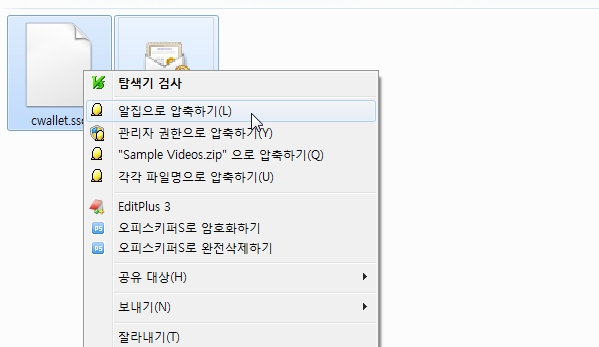 cwallet.sso
탐색기 검사
알집으로 압축하기(L)
관리자 권한으로 압축하기(Y)
"Sample Videos.zip" 으로 압축하기(Q)
각각 파일명으로 압축하기(U)
EditPlus 3
오피스키퍼S로 암호화하기
오피스키퍼S로 완전삭제하기
공유 대상(H)
보내기(N)
잘라내기(T)